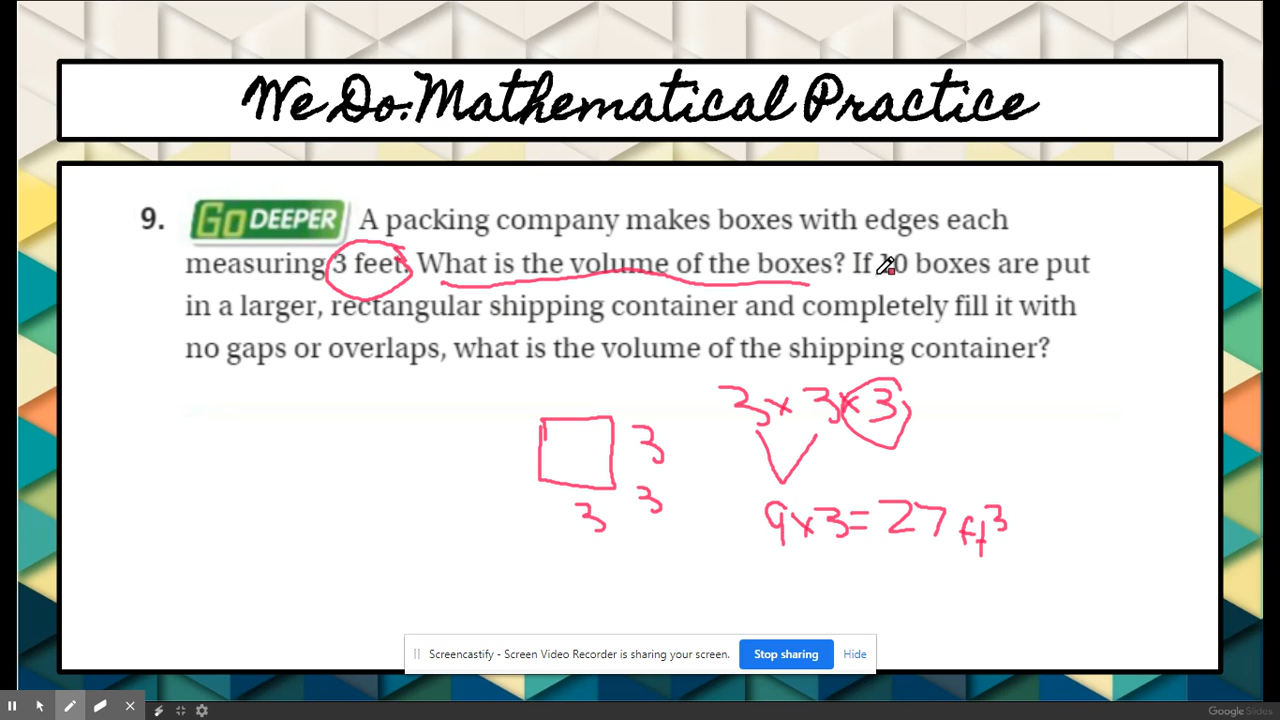 We Do: Mathematical Practice
9. GO DEEPER A packing company makes boxes with edges each
measuring 3 feet. What is the volume of the boxes? If 0 boxes are put
in a larger, rectangular shipping container and completely fill it with
no gaps or overlaps, what is the volume of the shipping container?
3 x 3 x 3
3
3
3
9x3= 27 ft³
Screencastify - Screen Video Recorder is sharing your screen. Stop sharing Hide
Google Slides